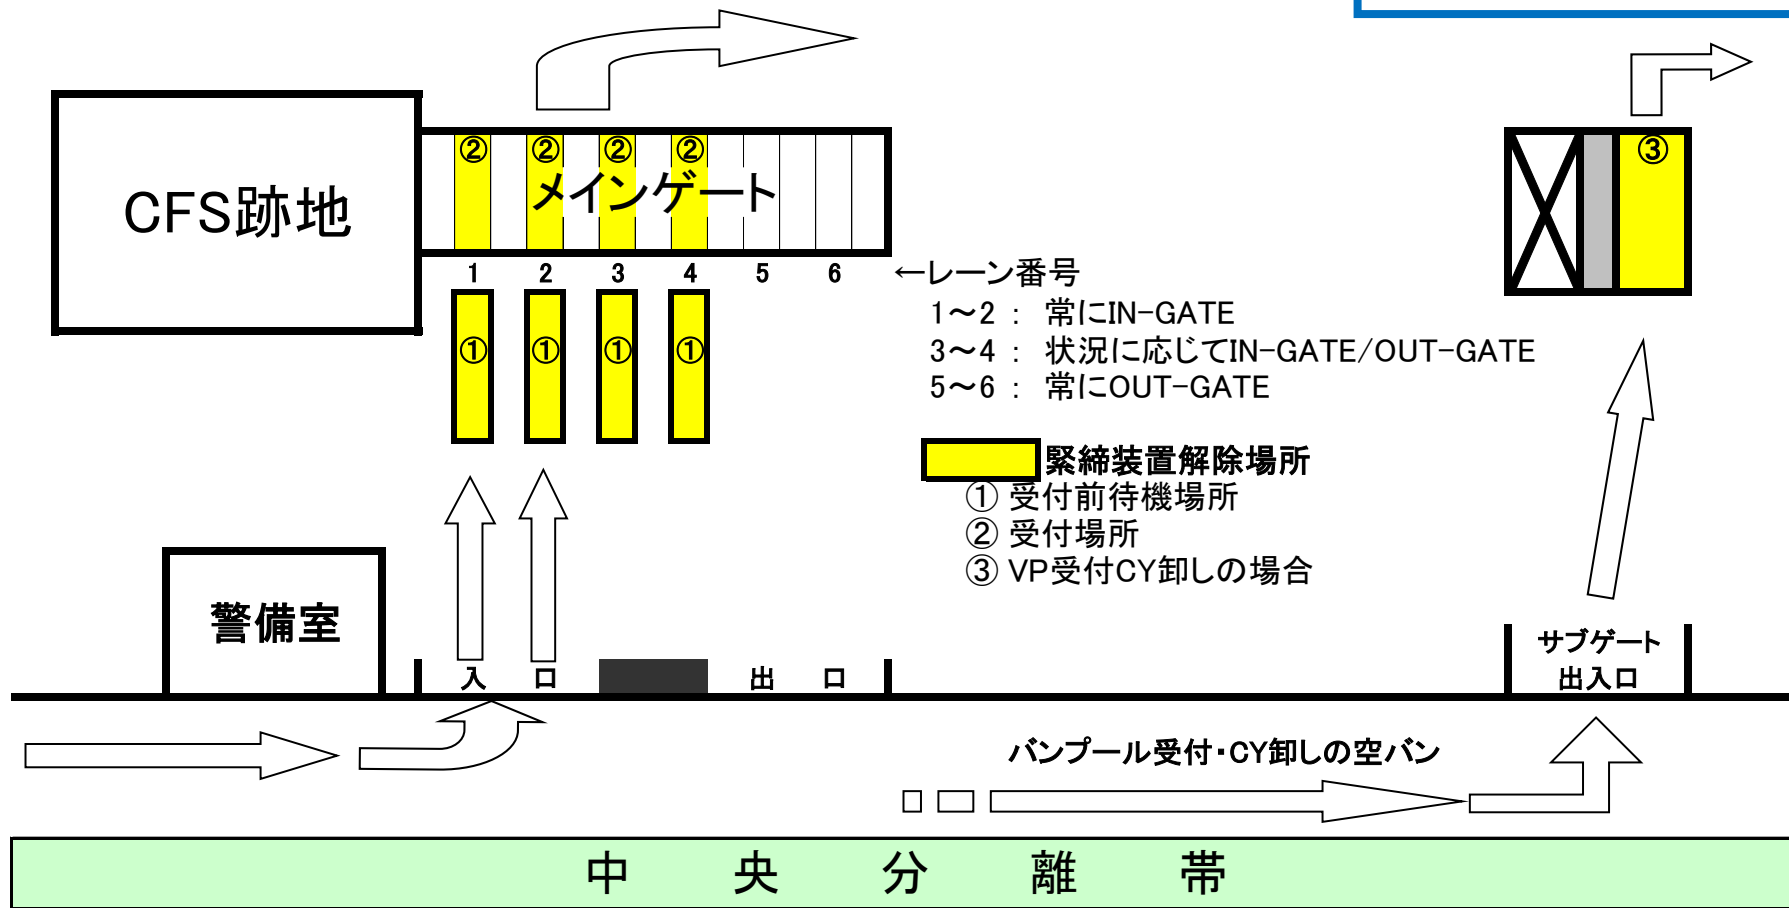 ② ② ② ② ③
CFS跡地
メインゲート
1 2 3 4 5 6 ←レーン番号
1～2 : 常にIN-GATE
3～4 : 状況に応じてIN-GATE/OUT-GATE
5～6 : 常にOUT-GATE
① ① ① ①
緊締装置解除場所
① 受付前待機場所
② 受付場所
③ VP受付CY卸しの場合
警備室
入 口 出 口
サブゲート
出入口
バンプール受付・CY卸しの空バン
中 央 分 離 帯